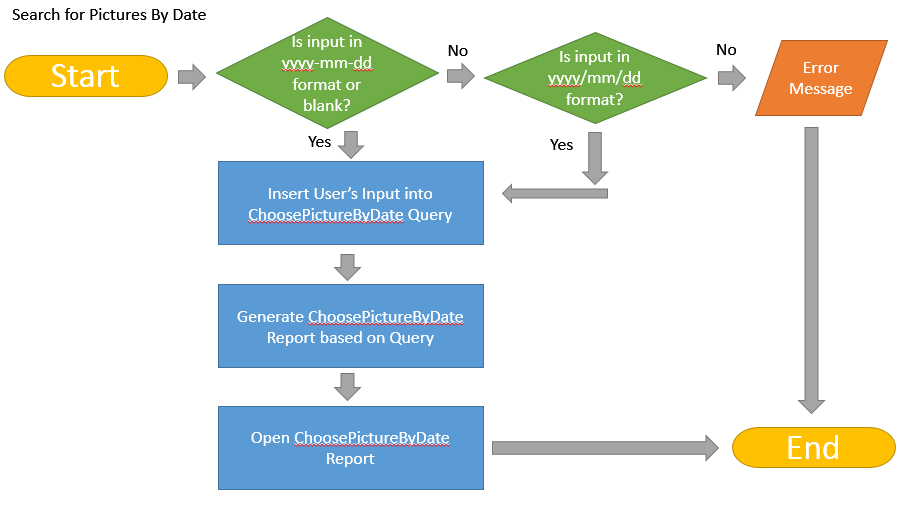 Search for Pictures By Date
Start
Is input in
yyyy-mm-dd
format or
blank?
No
Is input in
yyyy/mm/dd
format?
No
Error
Message
Yes
Yes
Insert User's Input into
ChoosePictureByDate Query
Generate ChoosePictureByDate
Report based on Query
Open ChoosePictureByDate
Report
End